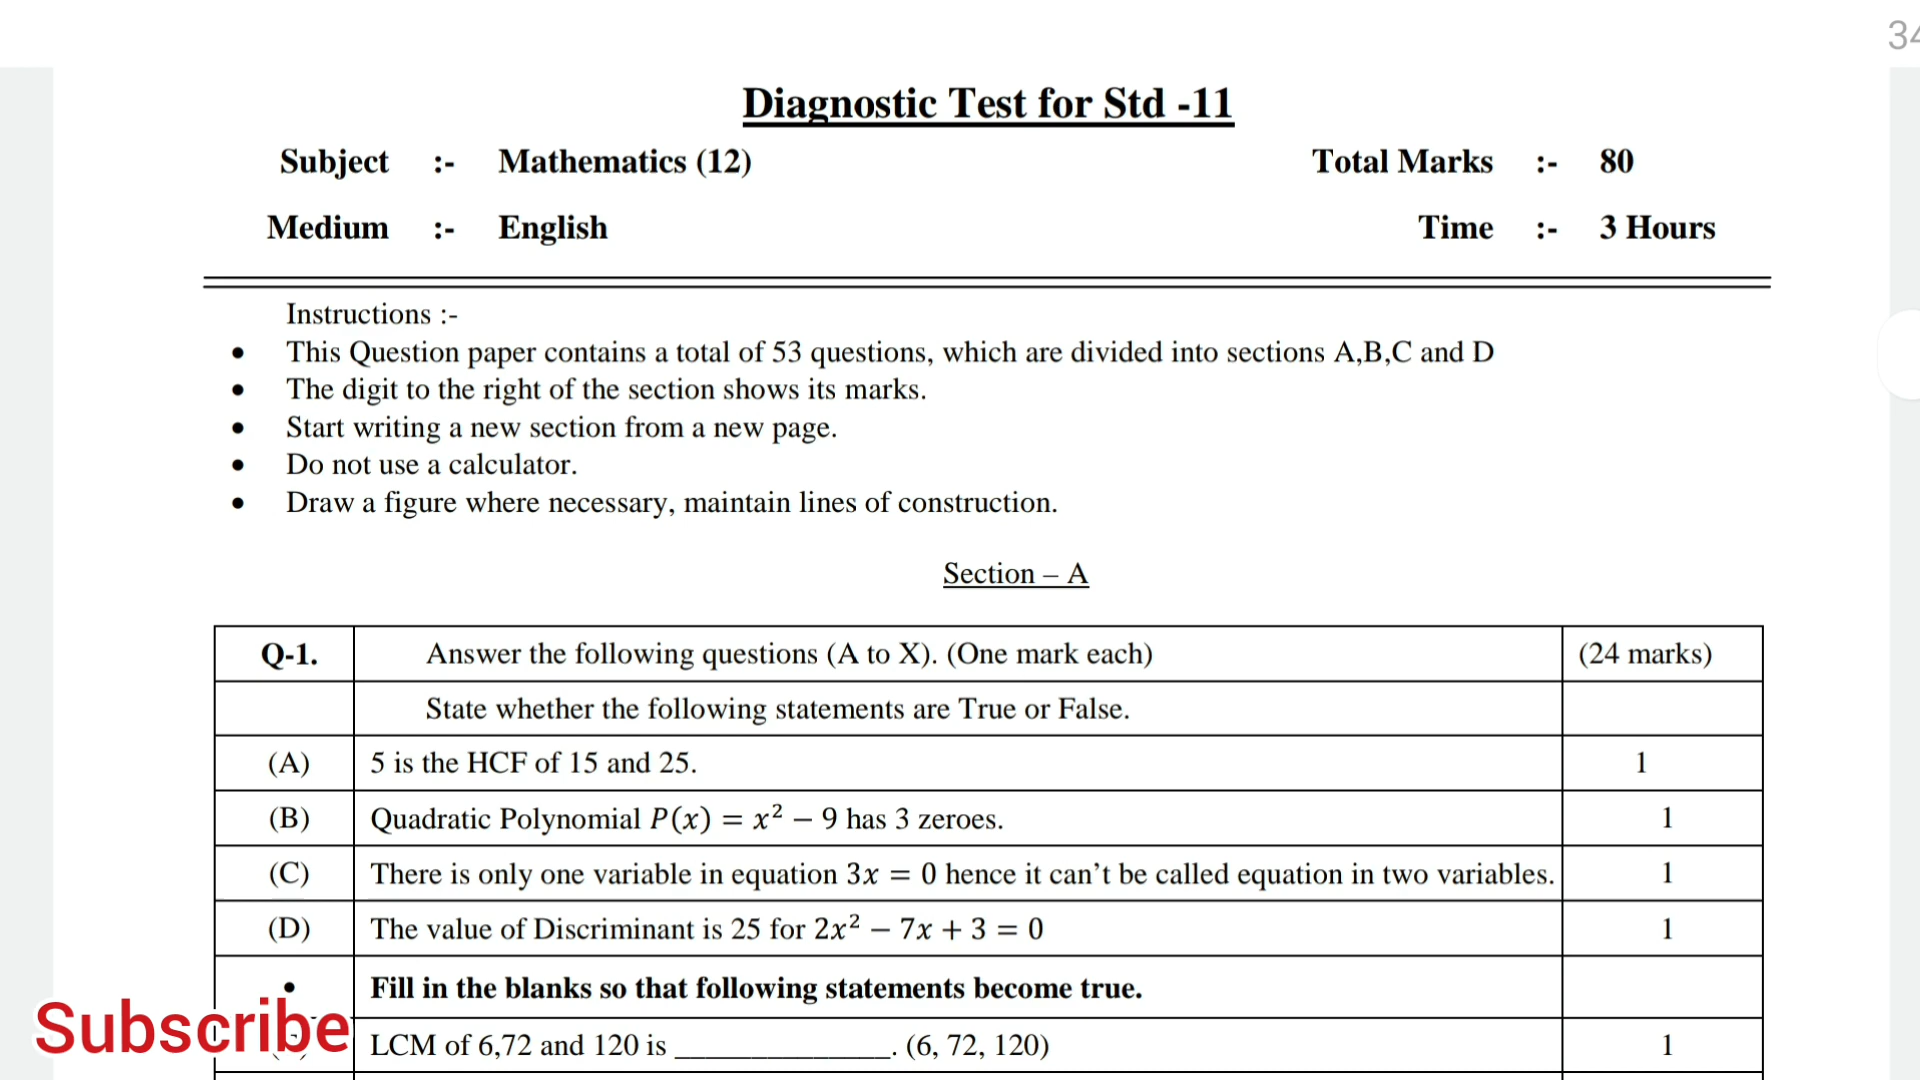 34
Diagnostic Test for Std -11
Subject :- Mathematics (12) Total Marks :- 80
Medium :- English Time :- 3 Hours
Instructions :-
• This Question paper contains a total of 53 questions, which are divided into sections A,B,C and D
• The digit to the right of the section shows its marks.
• Start writing a new section from a new page.
• Do not use a calculator.
• Draw a figure where necessary, maintain lines of construction.
Section – A
Q-1. Answer the following questions (A to X). (One mark each) (24 marks)
State whether the following statements are True or False.
(A) 5 is the HCF of 15 and 25. 1
(B) Quadratic Polynomial P(x) = x² − 9 has 3 zeroes. 1
(C) There is only one variable in equation 3x = 0 hence it can’t be called equation in two variables. 1
(D) The value of Discriminant is 25 for 2x² − 7x + 3 = 0 1
• Fill in the blanks so that following statements become true.
LCM of 6,72 and 120 is ______________. (6, 72, 120) 1
Subscribe